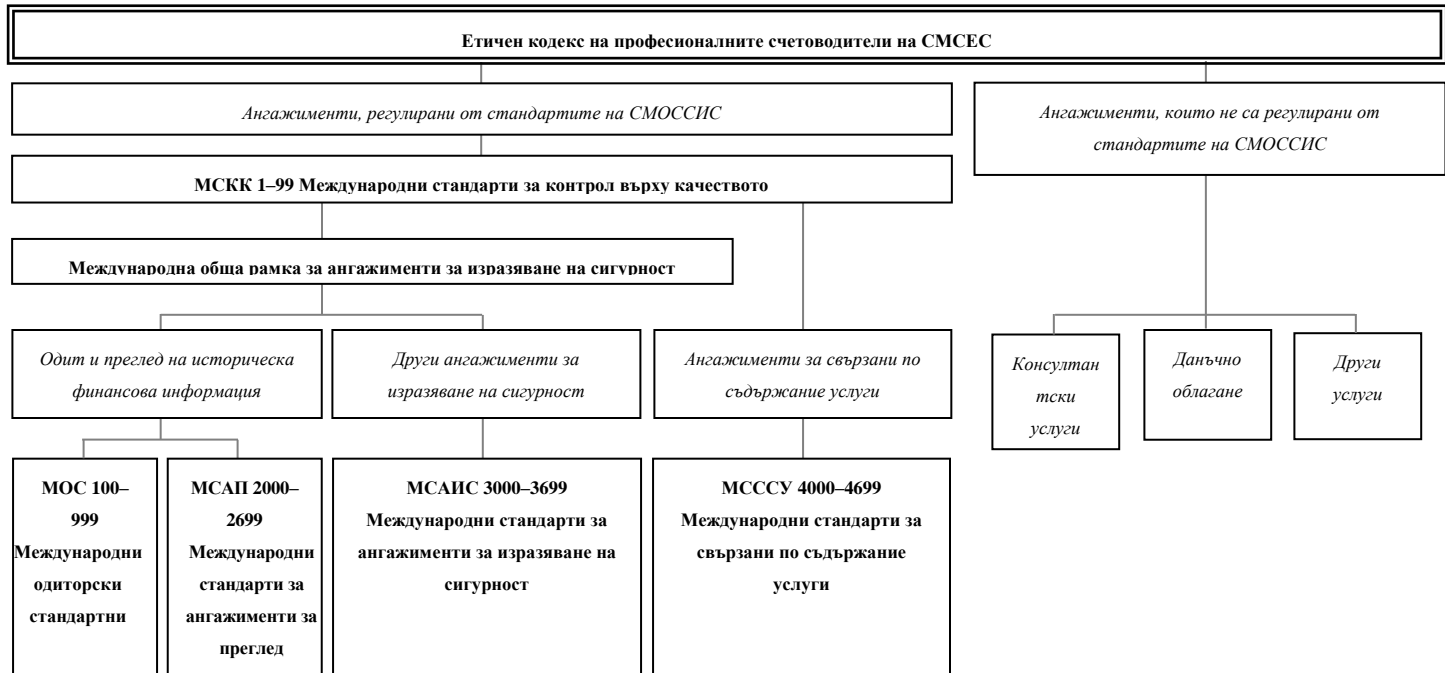 Етичен кодекс на професионалните счетоводители на СМСЕС
Ангажименти, регулирани от стандартите на СМОССИС
Ангажименти, които не са регулирани от
стандартите на СМОССИС
МСКК 1–99 Международни стандарти за контрол върху качеството
Международна обща рамка за ангажименти за изразяване на сигурност
Одит и преглед на историческа
финансова информация
Други ангажименти за
изразяване на сигурност
Ангажименти за свързани по
съдържание услуги
Консултан
тски
услуги
Данъчно
облагане
Други
услуги
МОС 100–
999
Международни
одиторски
стандартни
МСАП 2000–
2699
Международни
стандарти за
ангажименти за
преглед
МСАИС 3000–3699
Международни стандарти за
ангажименти за изразяване на
сигурност
МСССУ 4000–4699
Международни стандарти за
свързани по съдържание
услуги